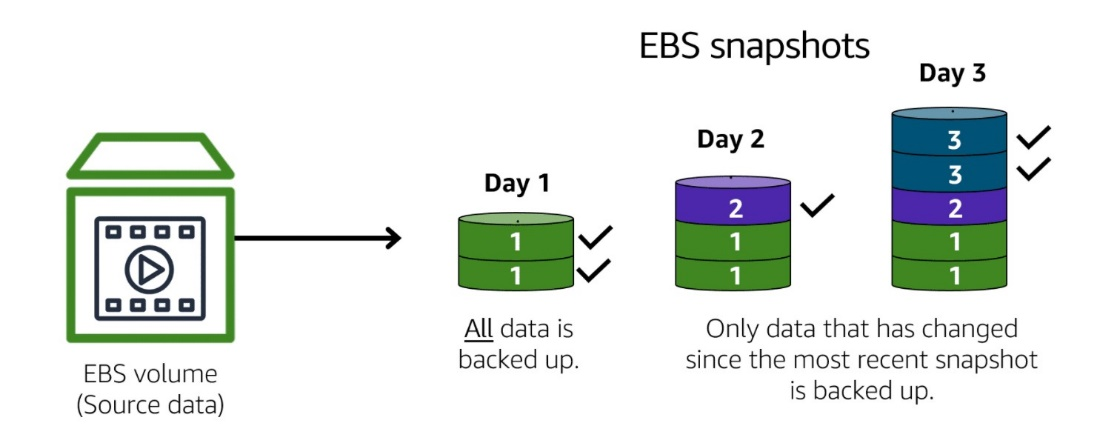 EBS snapshots
Day 1
Day 2
Day 3
1
1
2
1
1
3
3
2
1
1
EBS volume
(Source data)
All data is
backed up.
Only data that has changed
since the most recent snapshot
is backed up.